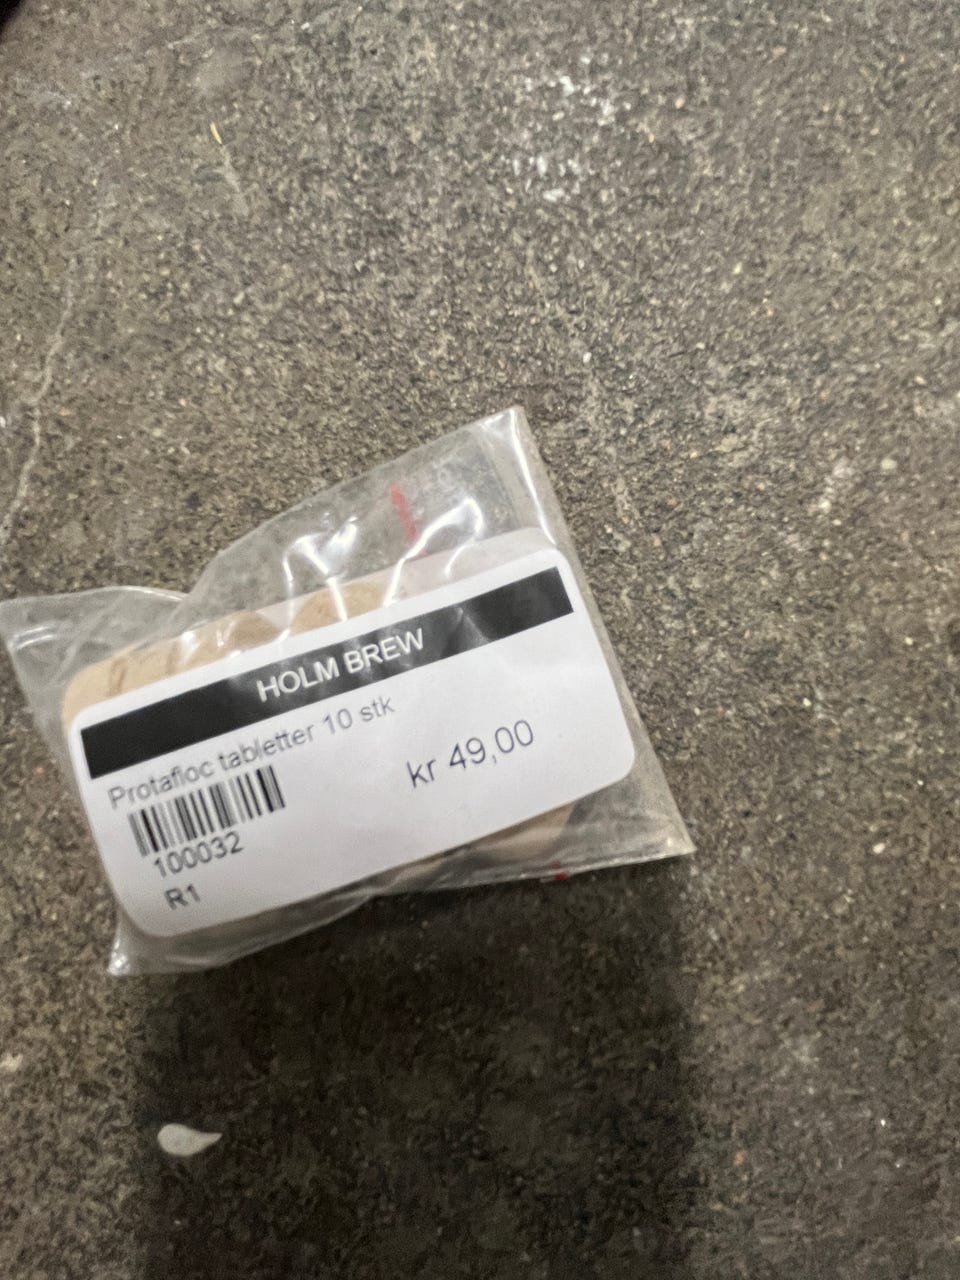 HOLM BREW
Protafloc tabletter 10 stk
kr 49,00
100032
R1